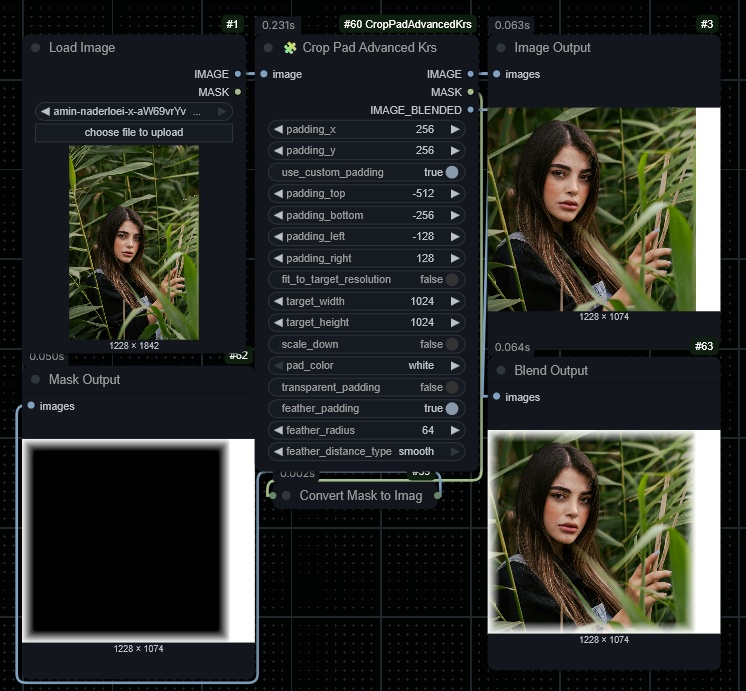 #1
Load Image
IMAGE
MASK
amin-naderloei-x-aW69vrYv ...
choose file to upload
1228 × 1842
0.231s
#60 CropPadAdvancedKrs
Crop Pad Advanced Krs
image
IMAGE
MASK
IMAGE_BLENDED
padding_x 256
padding_y 256
use_custom_padding true
padding_top -512
padding_bottom -256
padding_left -128
padding_right 128
fit_to_target_resolution false
target_width 1024
target_height 1024
scale_down false
pad_color white
transparent_padding false
feather_padding true
feather_radius 64
feather_distance_type smooth
0.063s
#3
Image Output
images
1228 × 1074
0.050s
#62
Mask Output
images
1228 × 1074
0.002s
Convert Mask to Imag
0.064s
#63
Blend Output
images
1228 × 1074